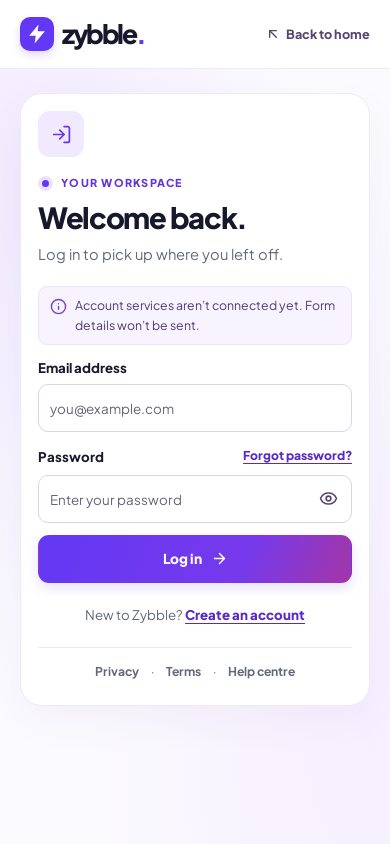 zybble.
Back to home
YOUR WORKSPACE
Welcome back.
Log in to pick up where you left off.
Account services aren't connected yet. Form
details won't be sent.
Email address
you@example.com
Password
Forgot password?
Enter your password
Log in
New to Zybble? Create an account
Privacy · Terms · Help centre